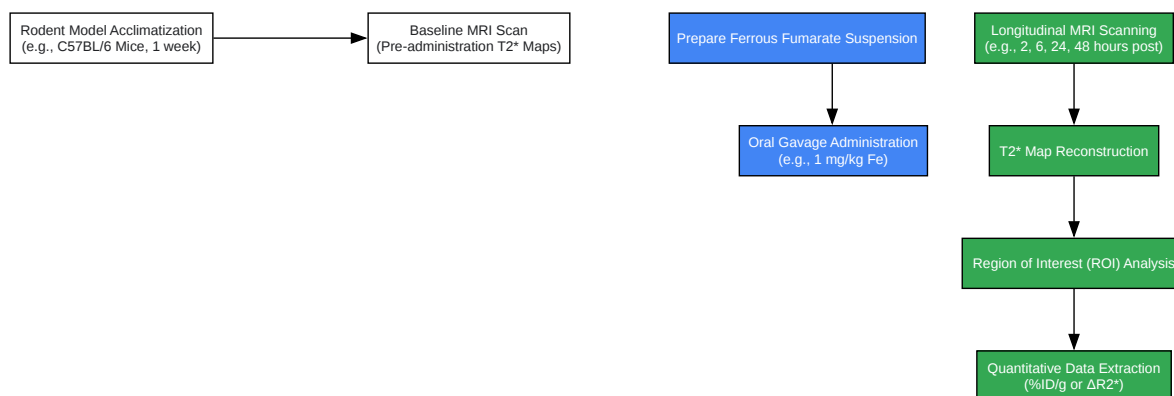 Rodent Model Acclimatization
(e.g., C57BL/6 Mice, 1 week)
Baseline MRI Scan
(Pre-administration T2* Maps)
Prepare Ferrous Fumarate Suspension
Oral Gavage Administration
(e.g., 1 mg/kg Fe)
Longitudinal MRI Scanning
(e.g., 2, 6, 24, 48 hours post)
T2* Map Reconstruction
Region of Interest (ROI) Analysis
Quantitative Data Extraction
(%ID/g or ΔR2*)